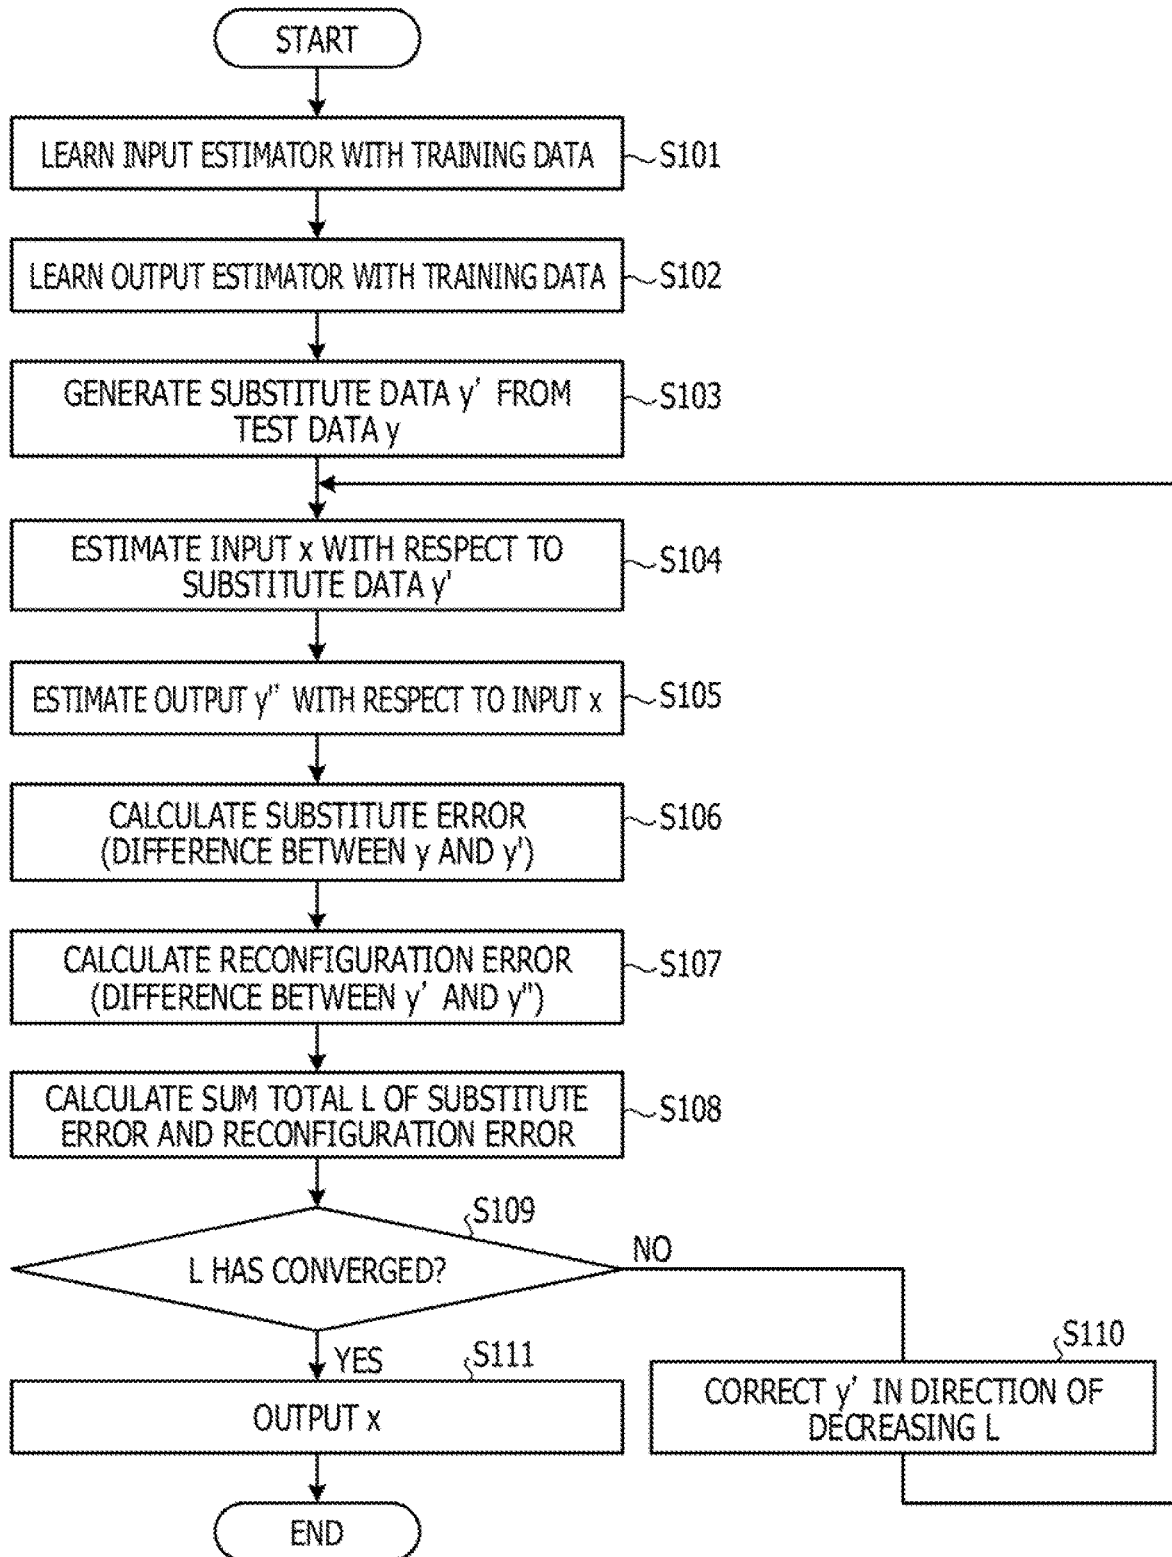 START
LEARN INPUT ESTIMATOR WITH TRAINING DATA
S101
LEARN OUTPUT ESTIMATOR WITH TRAINING DATA
S102
GENERATE SUBSTITUTE DATA y' FROM
TEST DATA y
S103
ESTIMATE INPUT x WITH RESPECT TO
SUBSTITUTE DATA y'
S104
ESTIMATE OUTPUT y'' WITH RESPECT TO INPUT x
S105
CALCULATE SUBSTITUTE ERROR
(DIFFERENCE BETWEEN y AND y')
S106
CALCULATE RECONFIGURATION ERROR
(DIFFERENCE BETWEEN y' AND y'')
S107
CALCULATE SUM TOTAL L OF SUBSTITUTE
ERROR AND RECONFIGURATION ERROR
S108
S109
L HAS CONVERGED?
NO
YES
S110
CORRECT y' IN DIRECTION OF
DECREASING L
S111
OUTPUT x
END